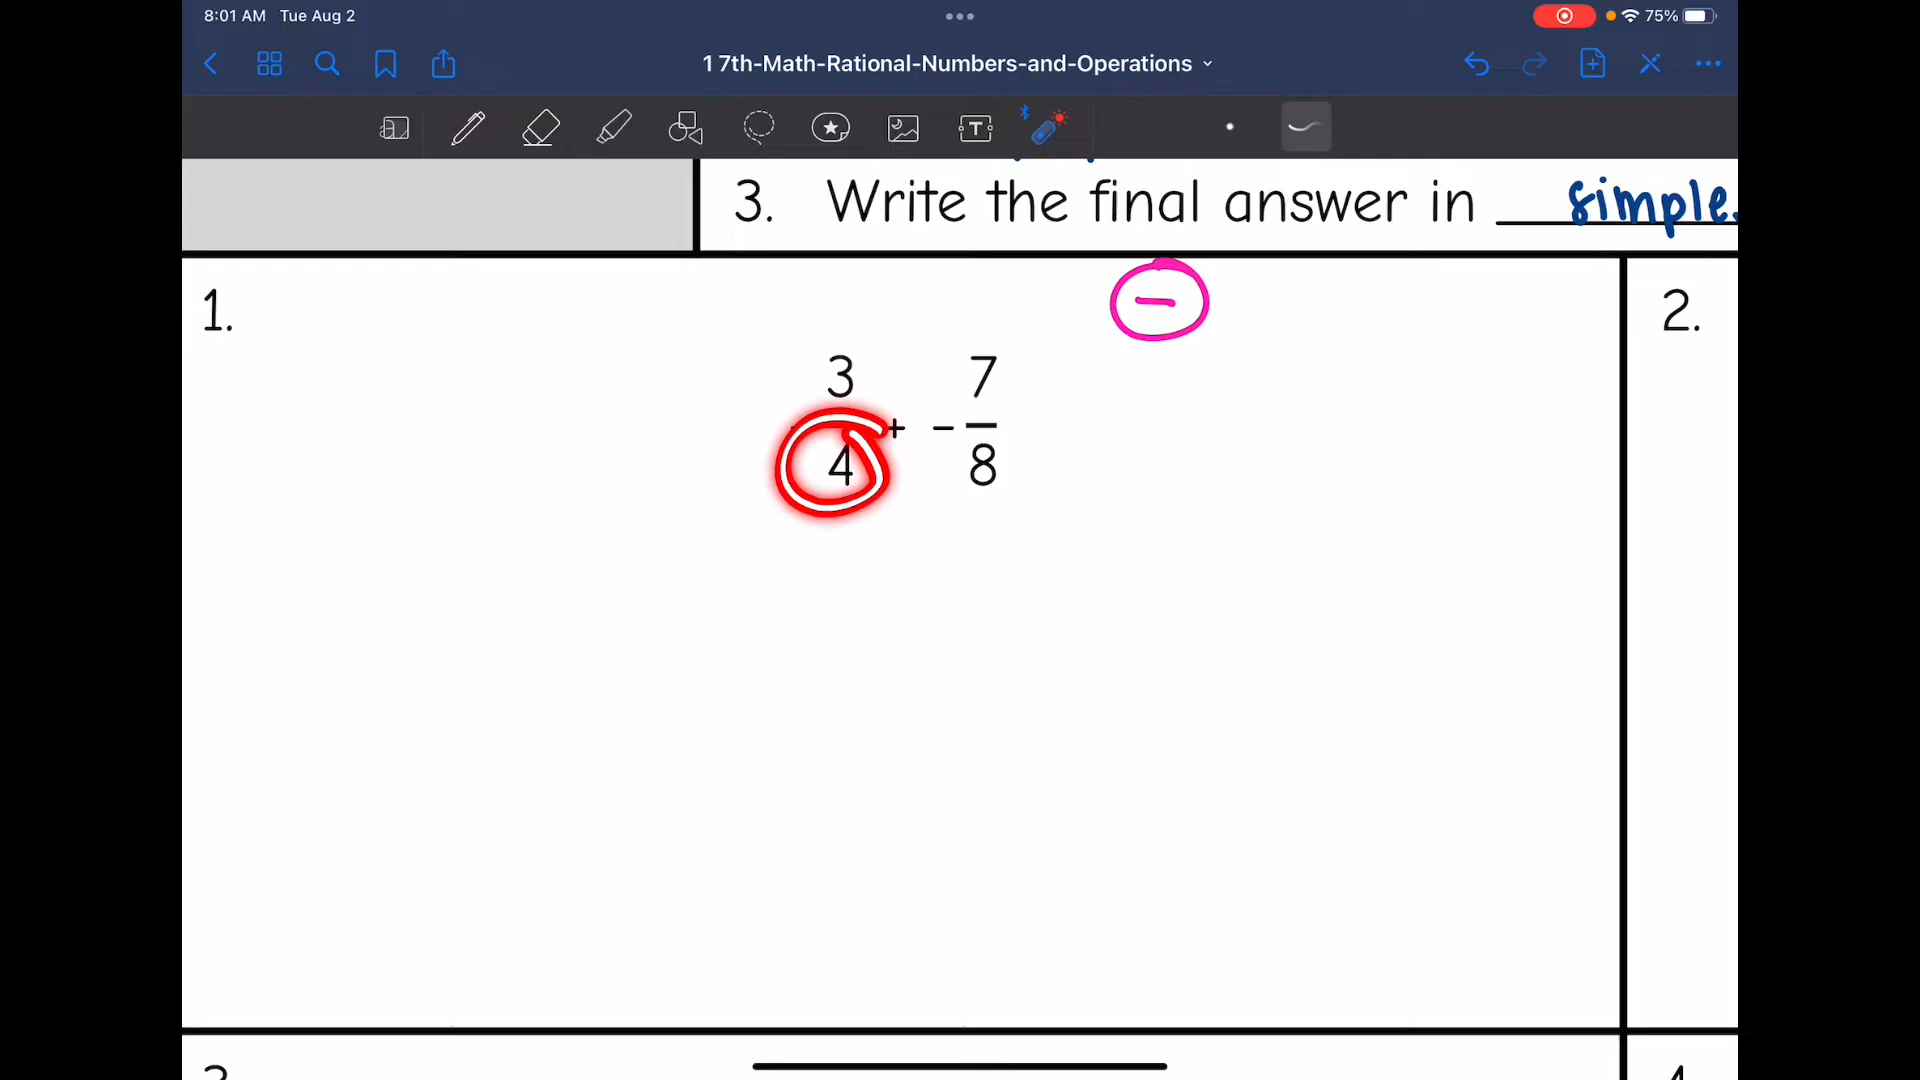 8:01 AM Tue Aug 2
75%
1 7th-Math-Rational-Numbers-and-Operations
T
3. Write the final answer in simple.
1.
−
2.
3 7
+ −
4 8